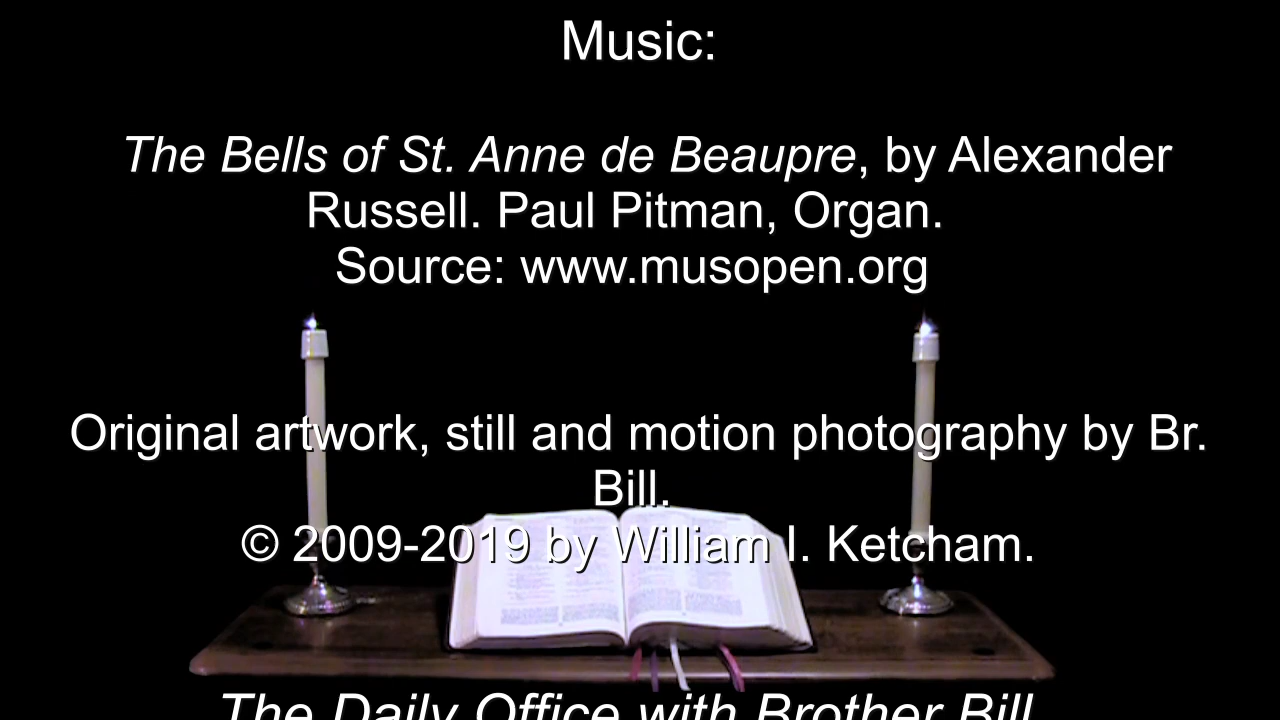 Music:
The Bells of St. Anne de Beaupre, by Alexander
Russell. Paul Pitman, Organ.
Source: www.musopen.org
Original artwork, still and motion photography by Br.
Bill.
© 2009-2019 by William I. Ketcham.
The Daily Office with Brother Bill